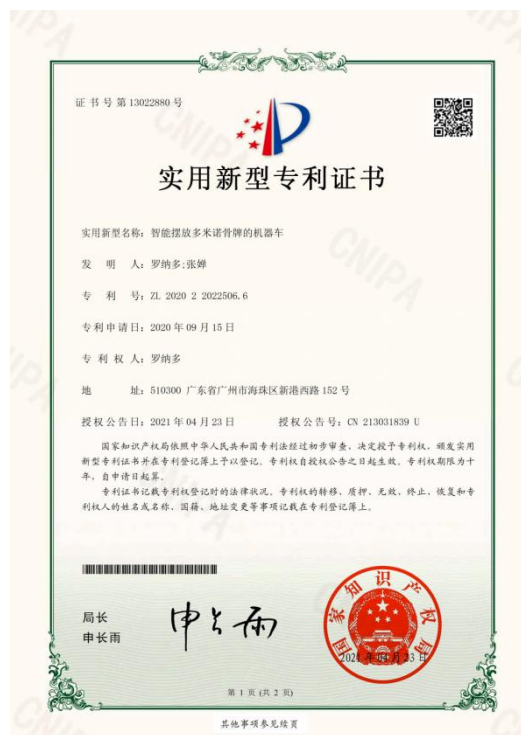 证书号第13022880号
实用新型专利证书
实用新型名称：智能摆放多米诺骨牌的机器车
发明人：罗纳多;张婵
专利号：ZL 2020 2 2022506.6
专利申请日：2020年09月15日
专利权人：罗纳多
地址：510300 广东省广州市海珠区新港西路152号
授权公告日：2021年04月23日 授权公告号：CN 213031839 U
国家知识产权局依照中华人民共和国专利法经过初步审查，决定授予专利权，颁发实用
新型专利证书并在专利登记簿上予以登记。专利权自授权公告之日起生效。专利权期限为十
年，自申请日起算。
专利证书记载专利权登记时的法律状况。专利权的转移、质押、无效、终止、恢复和专
利权人的姓名或名称、国籍、地址变更等事项记载在专利登记簿上。
局长
申长雨
申长雨
国家知识产权局
2021年04月23日
第 1 页 (共 2 页)
其他事项参见续页
CNIPA
CNIPA
CNIPA
CNIPA